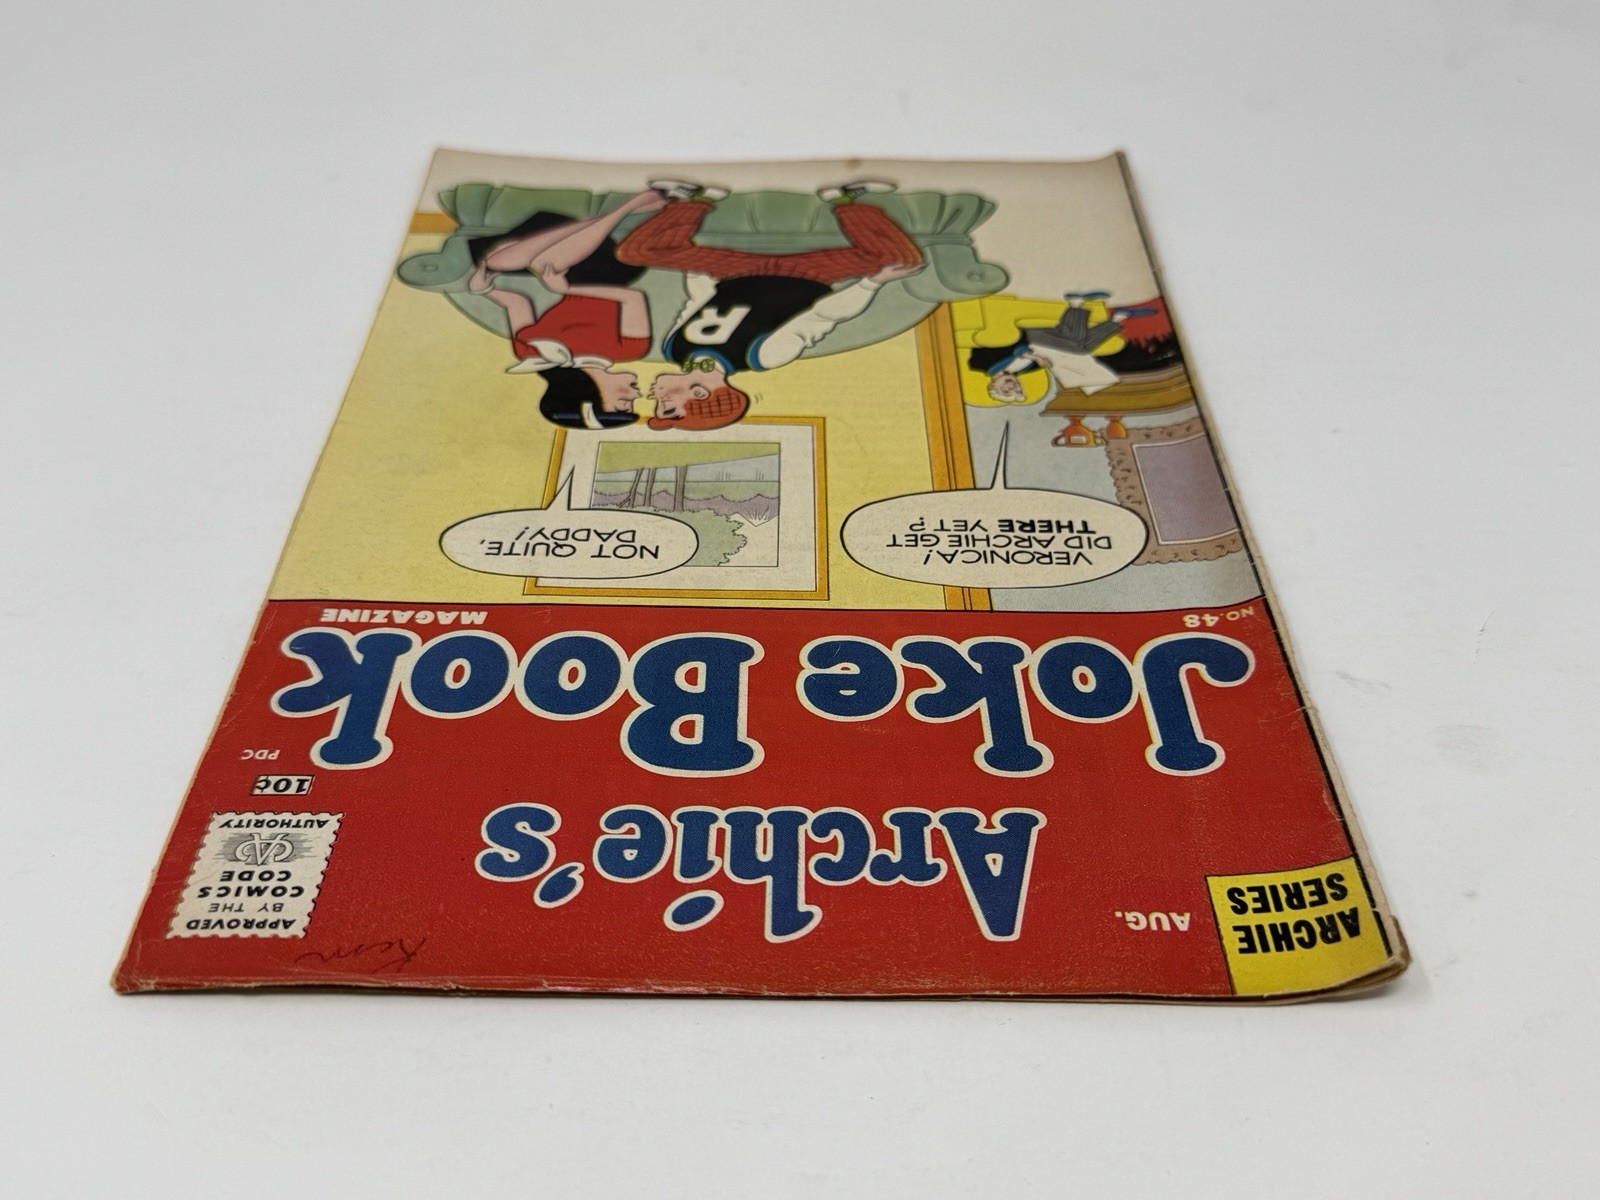 ARCHIE
SERIES
AUG.
Archie's
APPROVED
BY THE
COMICS
CODE
CA
AUTHORITY
10¢
PDC
Joke Book
MAGAZINE
NO. 48
VERONICA!
DID ARCHIE GET
THERE YET?
NOT QUITE,
DADDY!
R